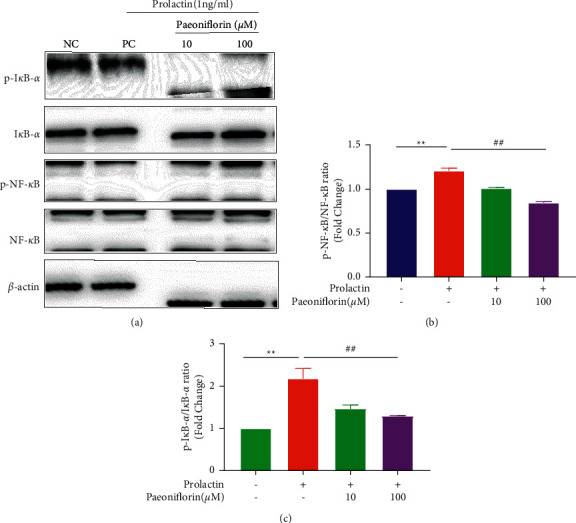 Prolactin(1ng/ml)
Paeoniflorin (μM)
NC PC 10 100
p-IκB-α
IκB-α
p-NF-κB
NF-κB
β-actin
(a)
p-NF-κB/NF-κB ratio
(Fold Change)
1.5
1.0
0.5
0.0
** ##
Prolactin - + + +
Paeoniflorin(μM) - - 10 100
(b)
p-IκB-α/IκB-α ratio
(Fold Change)
3
2
1
0
** ##
Prolactin - + + +
Paeoniflorin(μM) - - 10 100
(c)